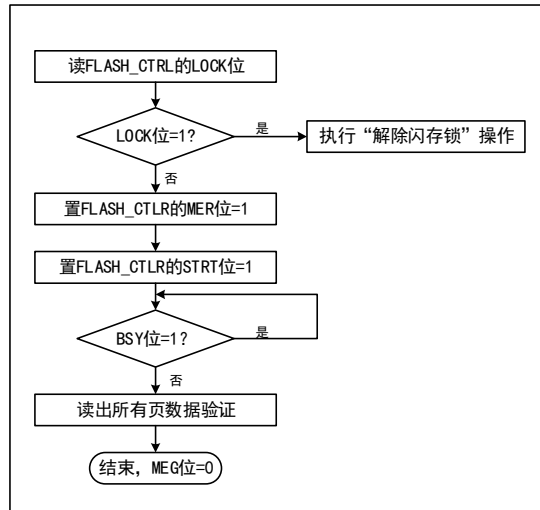 读FLASH_CTRL的LOCK位
LOCK位=1?
是
执行“解除闪存锁”操作
否
置FLASH_CTLR的MER位=1
置FLASH_CTLR的STRT位=1
BSY位=1?
是
否
读出所有页数据验证
结束，MEG位=0